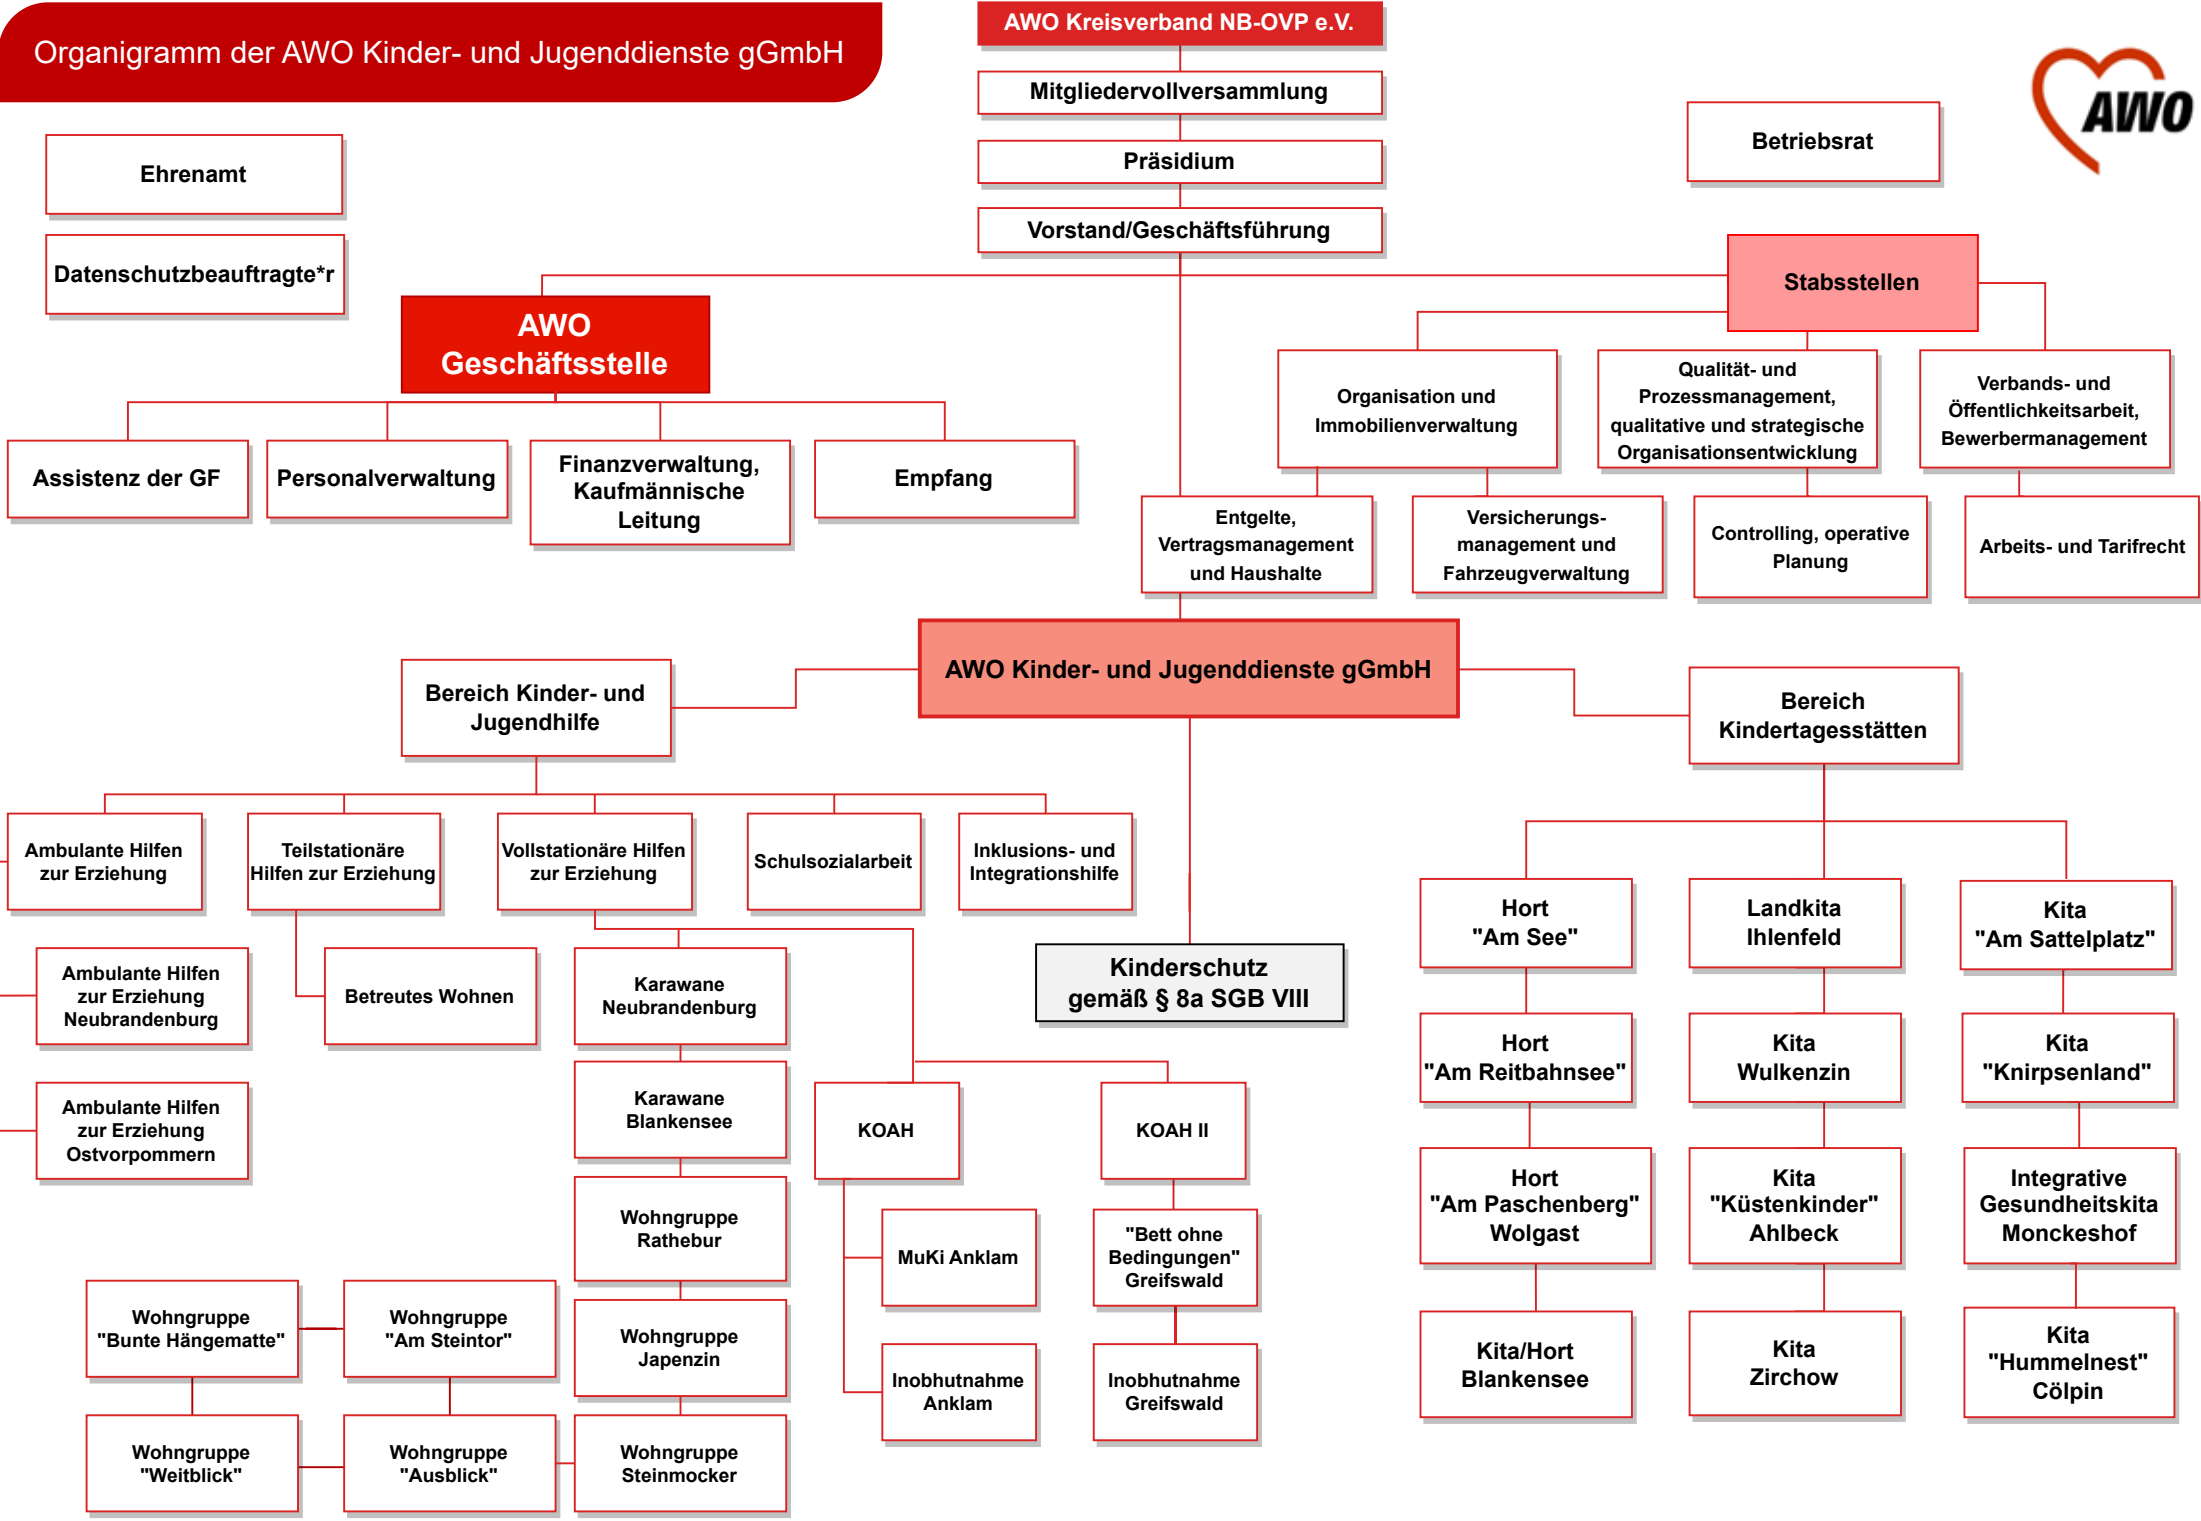 Organigramm der AWO Kinder- und Jugenddienste gGmbH
AWO Kreisverband NB-OVP e.V.
Mitgliedervollversammlung
Präsidium
Vorstand/Geschäftsführung
Betriebsrat
AWO
Ehrenamt
Datenschutzbeauftragte*r
AWO
Geschäftsstelle
Stabsstellen
Assistenz der GF
Personalverwaltung
Finanzverwaltung,
Kaufmännische
Leitung
Empfang
Organisation und
Immobilienverwaltung
Qualität- und
Prozessmanagement,
qualitative und strategische
Organisationsentwicklung
Verbands- und
Öffentlichkeitsarbeit,
Bewerbermanagement
Entgelte,
Vertragsmanagement
und Haushalte
Versicherungs-
management und
Fahrzeugverwaltung
Controlling, operative
Planung
Arbeits- und Tarifrecht
AWO Kinder- und Jugenddienste gGmbH
Bereich Kinder- und
Jugendhilfe
Bereich
Kindertagesstätten
Ambulante Hilfen
zur Erziehung
Teilstationäre
Hilfen zur Erziehung
Vollstationäre Hilfen
zur Erziehung
Schulsozialarbeit
Inklusions- und
Integrationshilfe
Ambulante Hilfen
zur Erziehung
Neubrandenburg
Betreutes Wohnen
Karawane
Neubrandenburg
Kinderschutz
gemäß § 8a SGB VIII
Ambulante Hilfen
zur Erziehung
Ostvorpommern
Karawane
Blankensee
KOAH
KOAH II
Wohngruppe
Rathebur
MuKi Anklam
"Bett ohne
Bedingungen"
Greifswald
Wohngruppe
"Bunte Hängematte"
Wohngruppe
"Am Steintor"
Wohngruppe
Japenzin
Inobhutnahme
Anklam
Inobhutnahme
Greifswald
Wohngruppe
"Weitblick"
Wohngruppe
"Ausblick"
Wohngruppe
Steinmocker
Hort
"Am See"
Landkita
Ihlenfeld
Kita
"Am Sattelplatz"
Hort
"Am Reitbahnsee"
Kita
Wulkenzin
Kita
"Knirpsenland"
Hort
"Am Paschenberg"
Wolgast
Kita
"Küstenkinder"
Ahlbeck
Integrative
Gesundheitskita
Monckeshof
Kita/Hort
Blankensee
Kita
Zirchow
Kita
"Hummelnest"
Cölpin